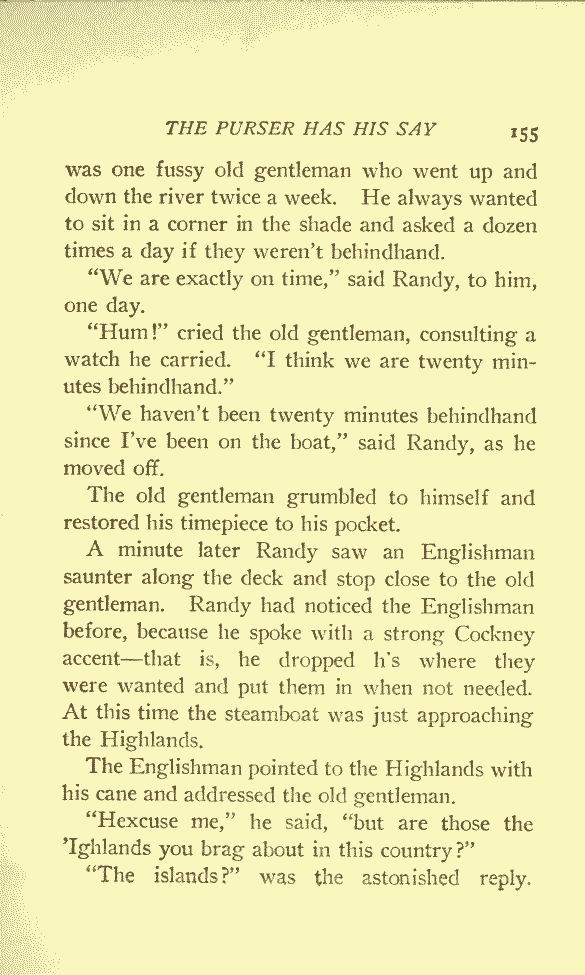 THE PURSER HAS HIS SAY 155
was one fussy old gentleman who went up and
down the river twice a week. He always wanted
to sit in a corner in the shade and asked a dozen
times a day if they weren't behindhand.
“We are exactly on time,” said Randy, to him,
one day.
“Hum!” cried the old gentleman, consulting a
watch he carried. “I think we are twenty min-
utes behindhand.”
“We haven't been twenty minutes behindhand
since I've been on the boat,” said Randy, as he
moved off.
The old gentleman grumbled to himself and
restored his timepiece to his pocket.
A minute later Randy saw an Englishman
saunter along the deck and stop close to the old
gentleman. Randy had noticed the Englishman
before, because he spoke with a strong Cockney
accent—that is, he dropped h's where they
were wanted and put them in when not needed.
At this time the steamboat was just approaching
the Highlands.
The Englishman pointed to the Highlands with
his cane and addressed the old gentleman.
“Hexcuse me,” he said, “but are those the
'Ighlands you brag about in this country?”
“The islands?” was the astonished reply.